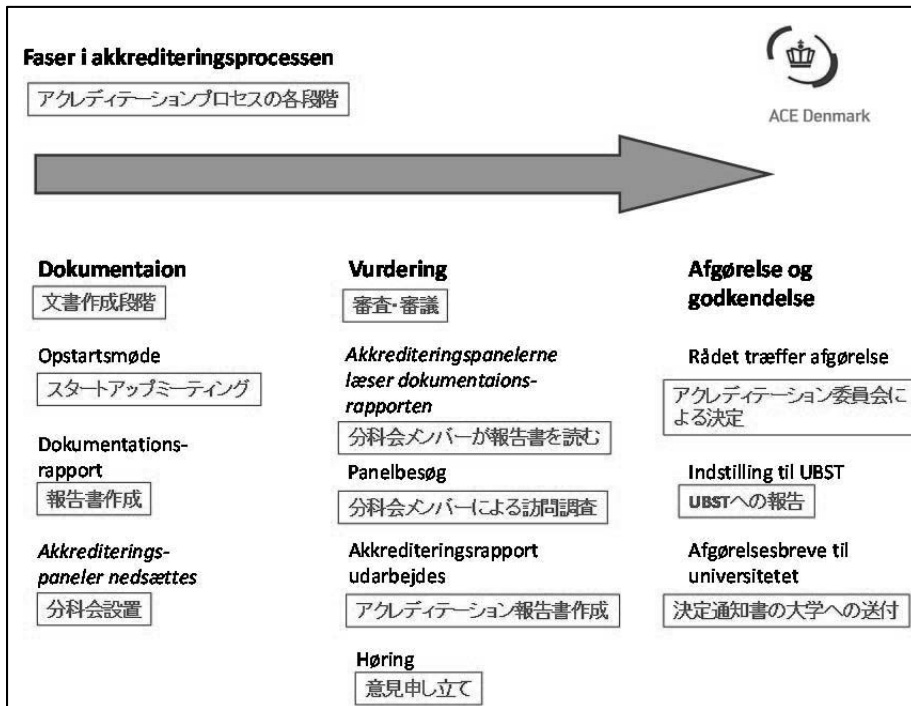 Faser i akkrediteringsprocessen
アクレディテーションプロセスの各段階
ACE Denmark
Dokumentaion
文書作成段階
Opstartsmøde
スタートアップミーティング
Dokumentations-
rapport
報告書作成
Akkrediterings-
paneler nedsættes
分科会設置
Vurdering
審査・審議
Akkrediteringspanelerne
læser dokumentaions-
rapporten
分科会メンバーが報告書を読む
Panelbesøg
分科会メンバーによる訪問調査
Akkrediteringsrapport
udarbejdes
アクレディテーション報告書作成
Høring
意見申し立て
Afgørelse og
godkendelse
Rådet træffer afgørelse
アクレディテーション委員会に
よる決定
Indstilling til UBST
UBSTへの報告
Afgørelsesbreve til
universitetet
決定通知書の大学への送付